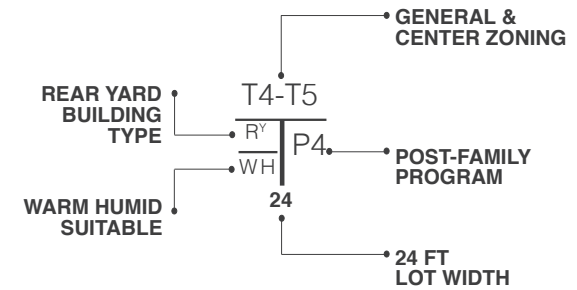 GENERAL &
CENTER ZONING
REAR YARD
BUILDING
TYPE
T4-T5
Rʸ
P4
WH
POST-FAMILY
PROGRAM
WARM HUMID
SUITABLE
24
24 FT
LOT WIDTH